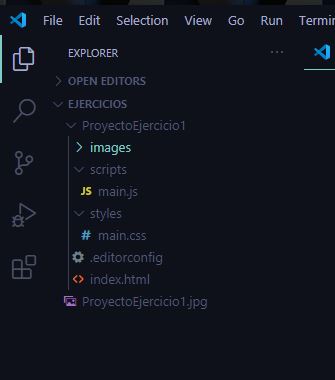 File Edit Selection View Go Run Termin
EXPLORER
OPEN EDITORS
EJERCICIOS
ProyectoEjercicio1
images
scripts
JS main.js
styles
# main.css
.editorconfig
<> index.html
ProyectoEjercicio1.jpg